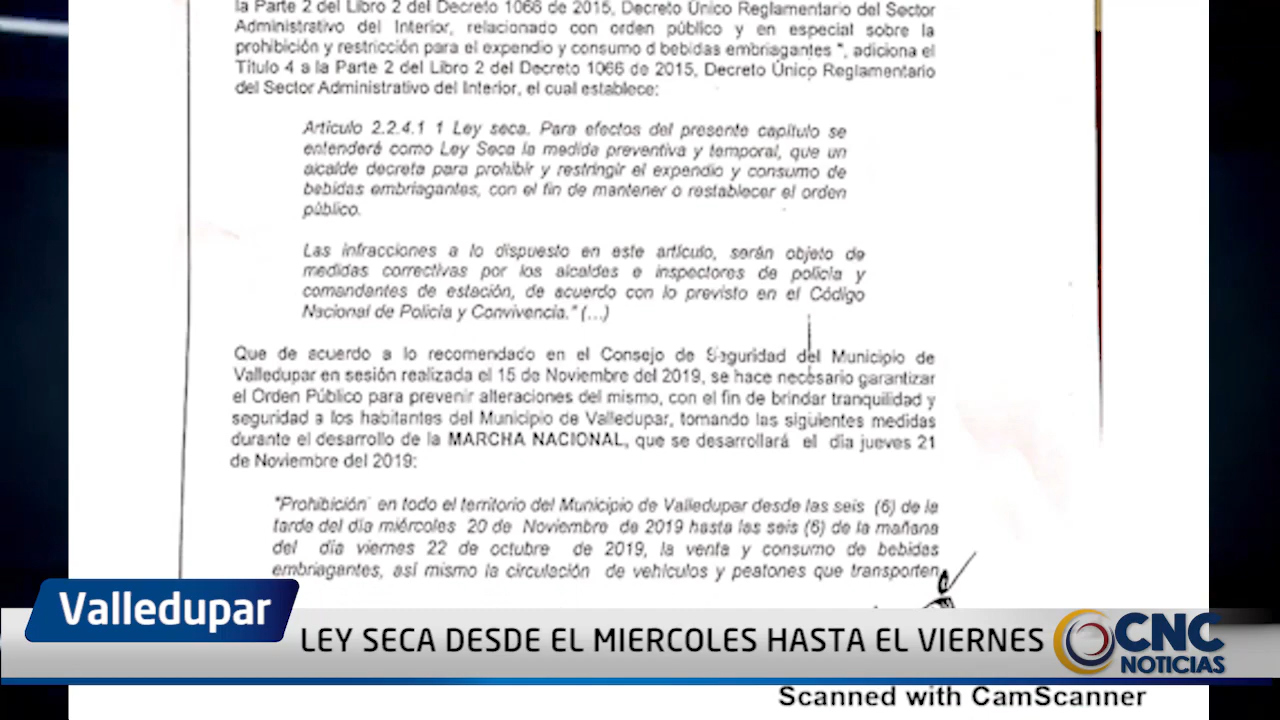 la Parte 2 del Libro 2 del Decreto 1066 de 2015, Decreto Único Reglamentario del Sector
Administrativo del Interior, relacionado con orden público y en especial sobre la
prohibición y restricción para el expendio y consumo d bebidas embriagantes ", adiciona el
Título 4 a la Parte 2 del Libro 2 del Decreto 1066 de 2015, Decreto Único Reglamentario
del Sector Administrativo del Interior, el cual establece:
Artículo 2.2.4.1 1 Ley seca. Para efectos del presente capítulo se
entenderá como Ley Seca la medida preventiva y temporal, que un
alcalde decreta para prohibir y restringir el expendio y consumo de
bebidas embriagantes, con el fin de mantener o restablecer el orden
público.
Las infracciones a lo dispuesto en este artículo, serán objeto de
medidas correctivas por los alcaldes e inspectores de policía y
comandantes de estación, de acuerdo con lo previsto en el Código
Nacional de Policía y Convivencia." (...)
Que de acuerdo a lo recomendado en el Consejo de Seguridad del Municipio de
Valledupar en sesión realizada el 15 de Noviembre del 2019, se hace necesario garantizar
el Orden Público para prevenir alteraciones del mismo, con el fin de brindar tranquilidad y
seguridad a los habitantes del Municipio de Valledupar, tomando las siguientes medidas
durante el desarrollo de la MARCHA NACIONAL, que se desarrollará el día jueves 21
de Noviembre del 2019:
"Prohibición en todo el territorio del Municipio de Valledupar desde las seis (6) de la
tarde del día miércoles 20 de Noviembre de 2019 hasta las seis (6) de la mañana
del día viernes 22 de octubre de 2019, la venta y consumo de bebidas
embriagantes, así mismo la circulación de vehículos y peatones que transporten
Valledupar
LEY SECA DESDE EL MIERCOLES HASTA EL VIERNES
CNC
NOTICIAS
Scanned with CamScanner